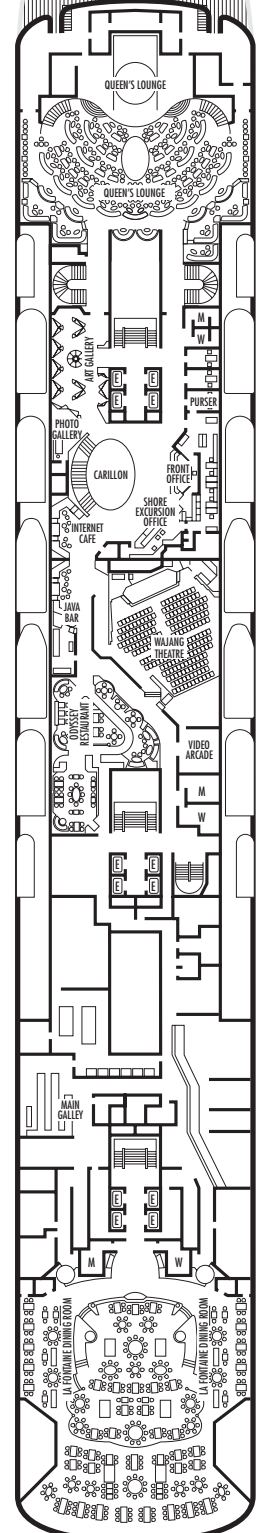 QUEEN'S LOUNGE
QUEEN'S LOUNGE
M
W
ART GALLERY
E E
E E
PURSER
PHOTO
GALLERY
CARILLON
FRONT
OFFICE
SHORE
EXCURSION
OFFICE
INTERNET
CAFE
JAVA
BAR
WAJANG
THEATRE
ODYSSEY
RESTAURANT
VIDEO
ARCADE
M
W
E E
E E
MAIN
GALLEY
E E
E E
M
W
LA FONTAINE DINING ROOM
LA FONTAINE DINING ROOM